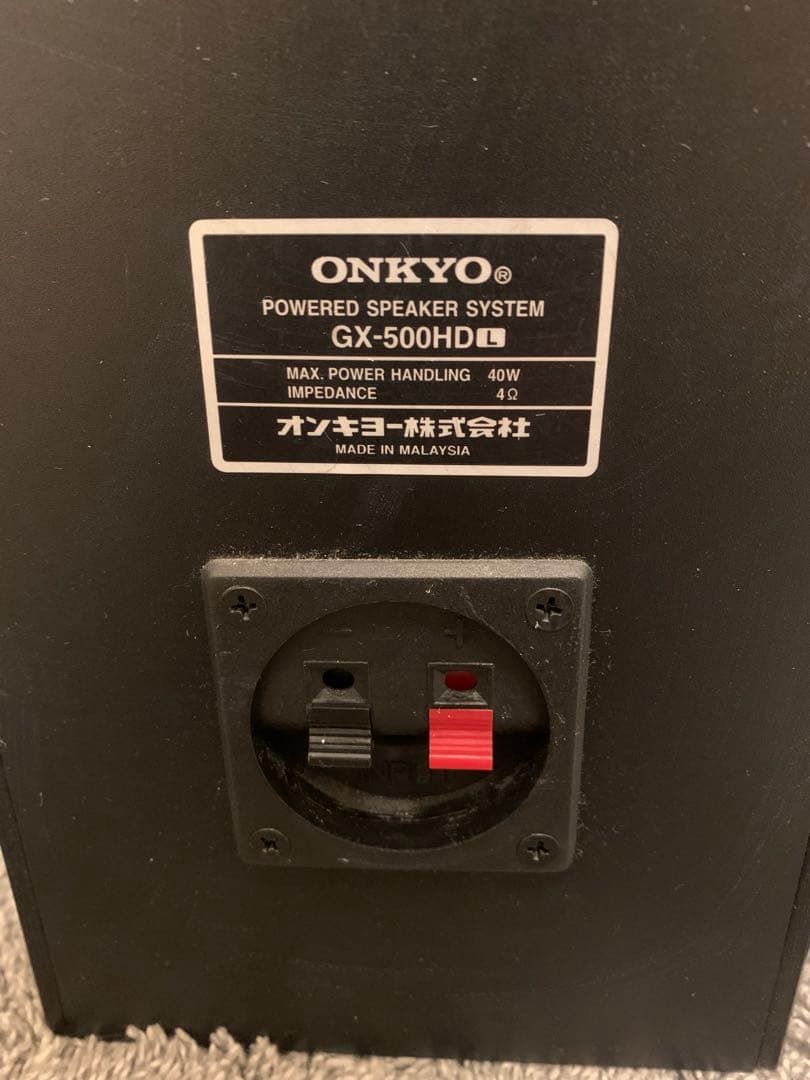 ONKYO®
POWERED SPEAKER SYSTEM
GX-500HD L
MAX. POWER HANDLING 40W
IMPEDANCE 4Ω
オンキヨー株式会社
MADE IN MALAYSIA
− +
INPUT